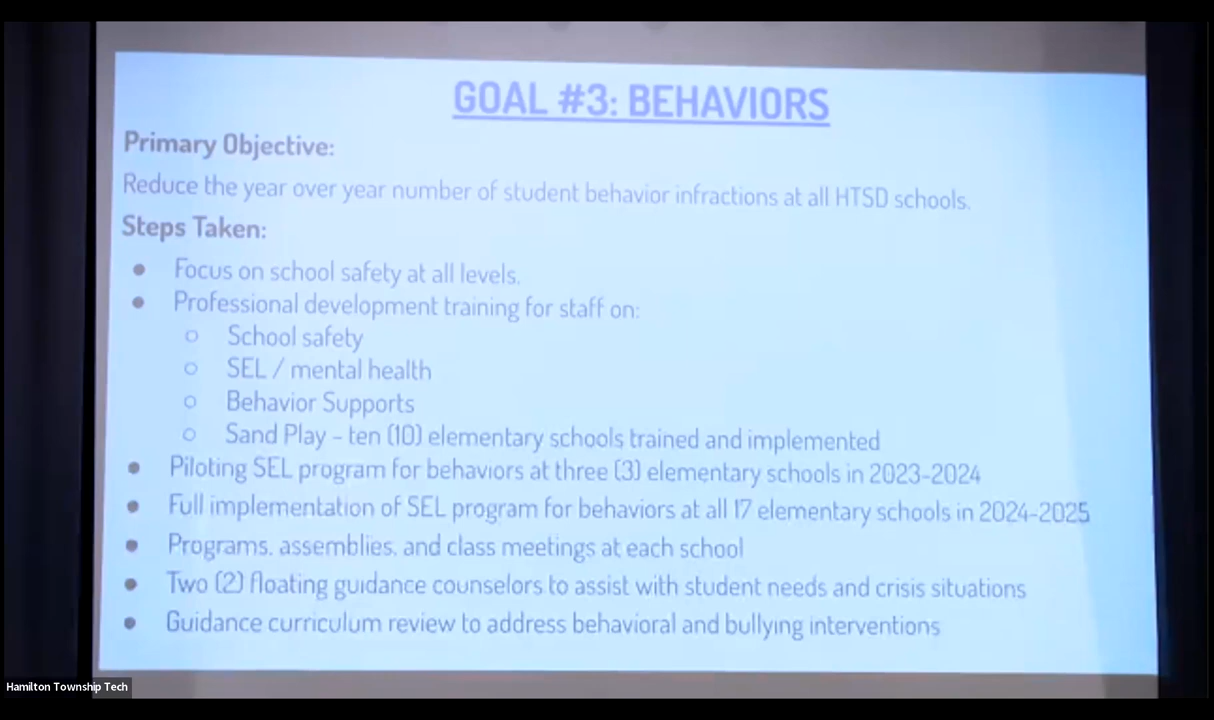 GOAL #3: BEHAVIORS
Primary Objective:
Reduce the year over year number of student behavior infractions at all HTSD schools.
Steps Taken:
● Focus on school safety at all levels.
● Professional development training for staff on:
○ School safety
○ SEL / mental health
○ Behavior Supports
○ Sand Play – ten (10) elementary schools trained and implemented
● Piloting SEL program for behaviors at three (3) elementary schools in 2023-2024
● Full implementation of SEL program for behaviors at all 17 elementary schools in 2024-2025
● Programs, assemblies, and class meetings at each school
● Two (2) floating guidance counselors to assist with student needs and crisis situations
● Guidance curriculum review to address behavioral and bullying interventions
Hamilton Township Tech